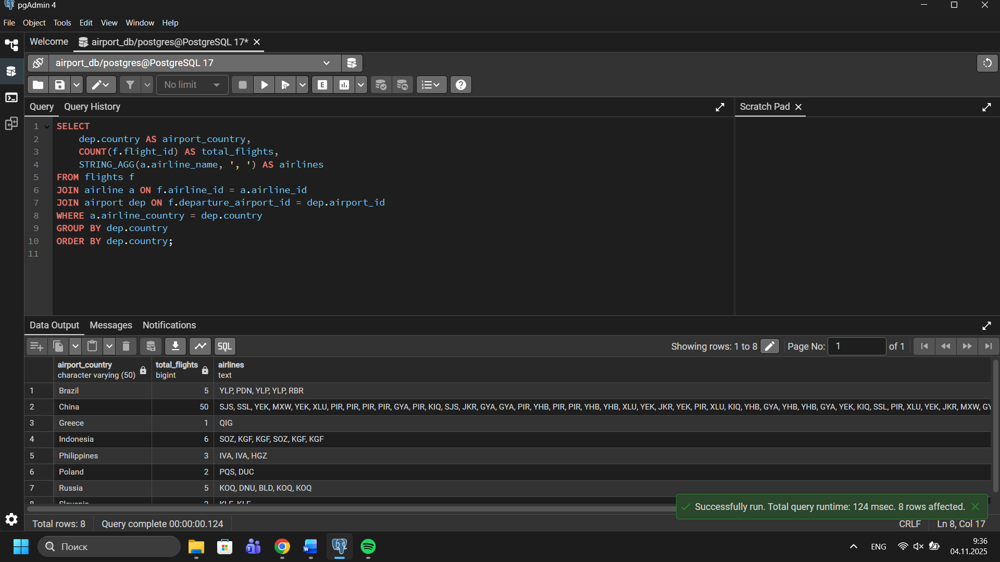 pgAdmin 4
File Object Tools Edit View Window Help
Welcome airport_db/postgres@PostgreSQL 17*
airport_db/postgres@PostgreSQL 17
No limit
Query Query History
Scratch Pad
1 SELECT
2 dep.country AS airport_country,
3 COUNT(f.flight_id) AS total_flights,
4 STRING_AGG(a.airline_name, ', ') AS airlines
5 FROM flights f
6 JOIN airline a ON f.airline_id = a.airline_id
7 JOIN airport dep ON f.departure_airport_id = dep.airport_id
8 WHERE a.airline_country = dep.country
9 GROUP BY dep.country
10 ORDER BY dep.country;
11
Data Output Messages Notifications
SQL Showing rows: 1 to 8 Page No: 1 of 1
airport_country total_flights airlines
character varying (50) bigint text
1 Brazil 5 YLP, PDN, YLP, YLP, RBR
2 China 50 SJS, SSL, YEK, MXW, YEK, XLU, PIR, PIR, PIR, PIR, GYA, PIR, KIQ, SJS, JKR, GYA, GYA, PIR, YHB, PIR, PIR, YHB, YHB, XLU, YEK, JKR, YEK, PIR, XLU, KIQ, YHB, GYA, YHB, YHB, GYA, YEK, KIQ, SSL, PIR, XLU, YEK, JKR, MXW, GY
3 Greece 1 QIG
4 Indonesia 6 SOZ, KGF, KGF, SOZ, KGF, KGF
5 Philippines 3 IVA, IVA, HGZ
6 Poland 2 PQS, DUC
7 Russia 5 KOQ, DNU, BLD, KOQ, KOQ
8 Slovenia
Successfully run. Total query runtime: 124 msec. 8 rows affected.
Total rows: 8 Query complete 00:00:00.124
CRLF Ln 8, Col 17
Поиск
ENG
9:36
04.11.2025